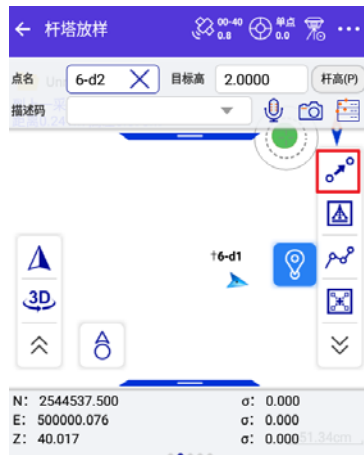 ← 杆塔放样 00-40 0.8 单点 0.0 ...
点名 6-d2 目标高 2.0000 杆高(P)
描述码
6-d1
3D
N: 2544537.500 σ: 0.000
E: 500000.076 σ: 0.000
Z: 40.017 σ: 0.000 51.34cm